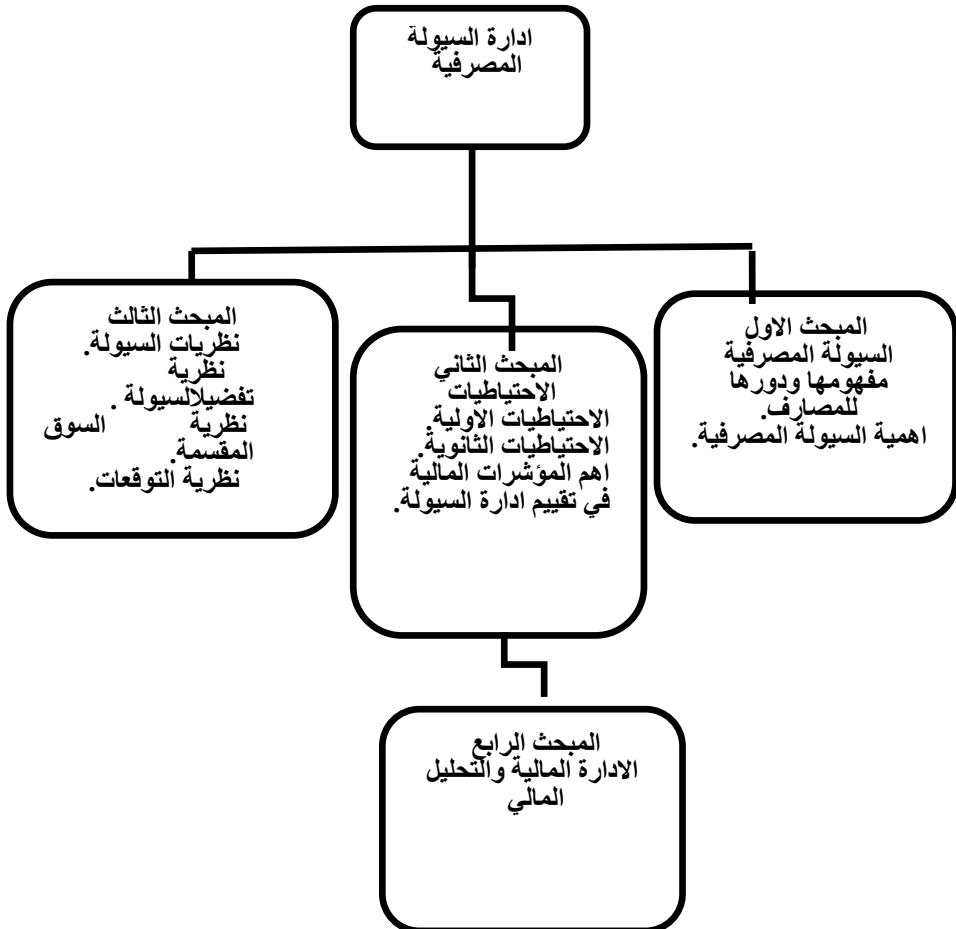 ادارة السيولة
المصرفية
المبحث الاول
السيولة المصرفية
مفهومها ودورها
للمصارف.
اهمية السيولة المصرفية.
المبحث الثاني
الاحتياطيات
الاحتياطيات الاولية.
الاحتياطيات الثانوية.
اهم المؤشرات المالية
في تقييم ادارة السيولة.
المبحث الثالث
نظريات السيولة.
نظرية
تفضيلالسيولة .
نظرية السوق
المقسمة.
نظرية التوقعات.
المبحث الرابع
الادارة المالية والتحليل
المالي